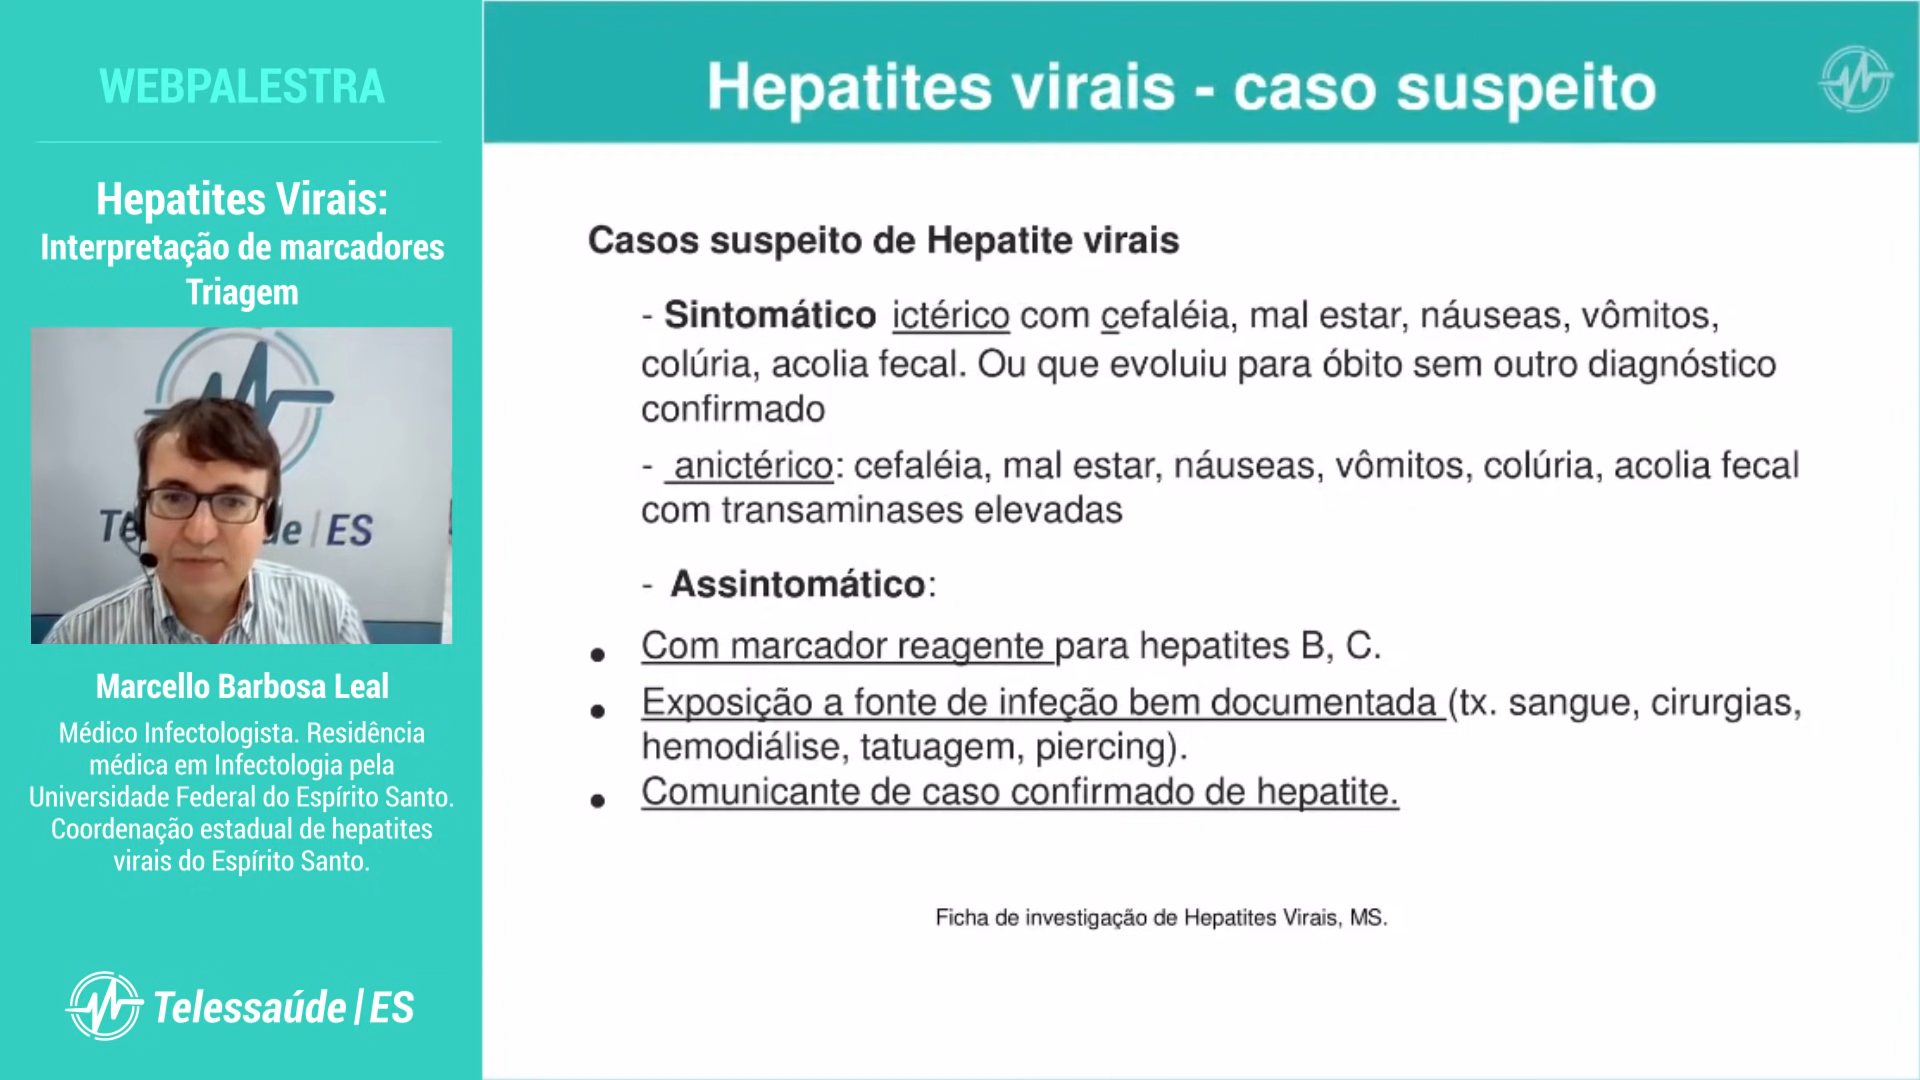 WEBPALESTRA
Hepatites Virais:
Interpretação de marcadores
Triagem
Te de | ES
Marcello Barbosa Leal
Médico Infectologista. Residência
médica em Infectologia pela
Universidade Federal do Espírito Santo.
Coordenação estadual de hepatites
virais do Espírito Santo.
Telessaúde | ES
Hepatites virais - caso suspeito
Casos suspeito de Hepatite virais
- Sintomático ictérico com cefaléia, mal estar, náuseas, vômitos,
colúria, acolia fecal. Ou que evoluiu para óbito sem outro diagnóstico
confirmado
- anictérico: cefaléia, mal estar, náuseas, vômitos, colúria, acolia fecal
com transaminases elevadas
- Assintomático:
• Com marcador reagente para hepatites B, C.
• Exposição a fonte de infeção bem documentada (tx. sangue, cirurgias,
hemodiálise, tatuagem, piercing).
• Comunicante de caso confirmado de hepatite.
Ficha de investigação de Hepatites Virais, MS.